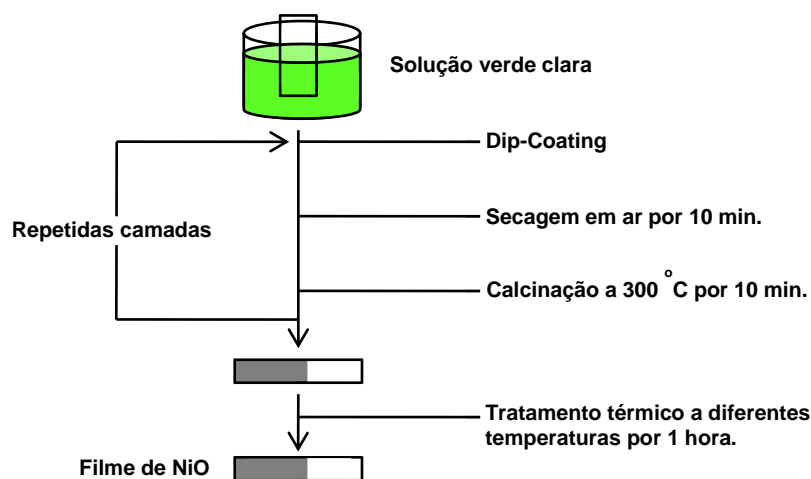 Solução verde clara
Dip-Coating
Secagem em ar por 10 min.
Repetidas camadas
Calcinação a 300 °C por 10 min.
Tratamento térmico a diferentes
temperaturas por 1 hora.
Filme de NiO